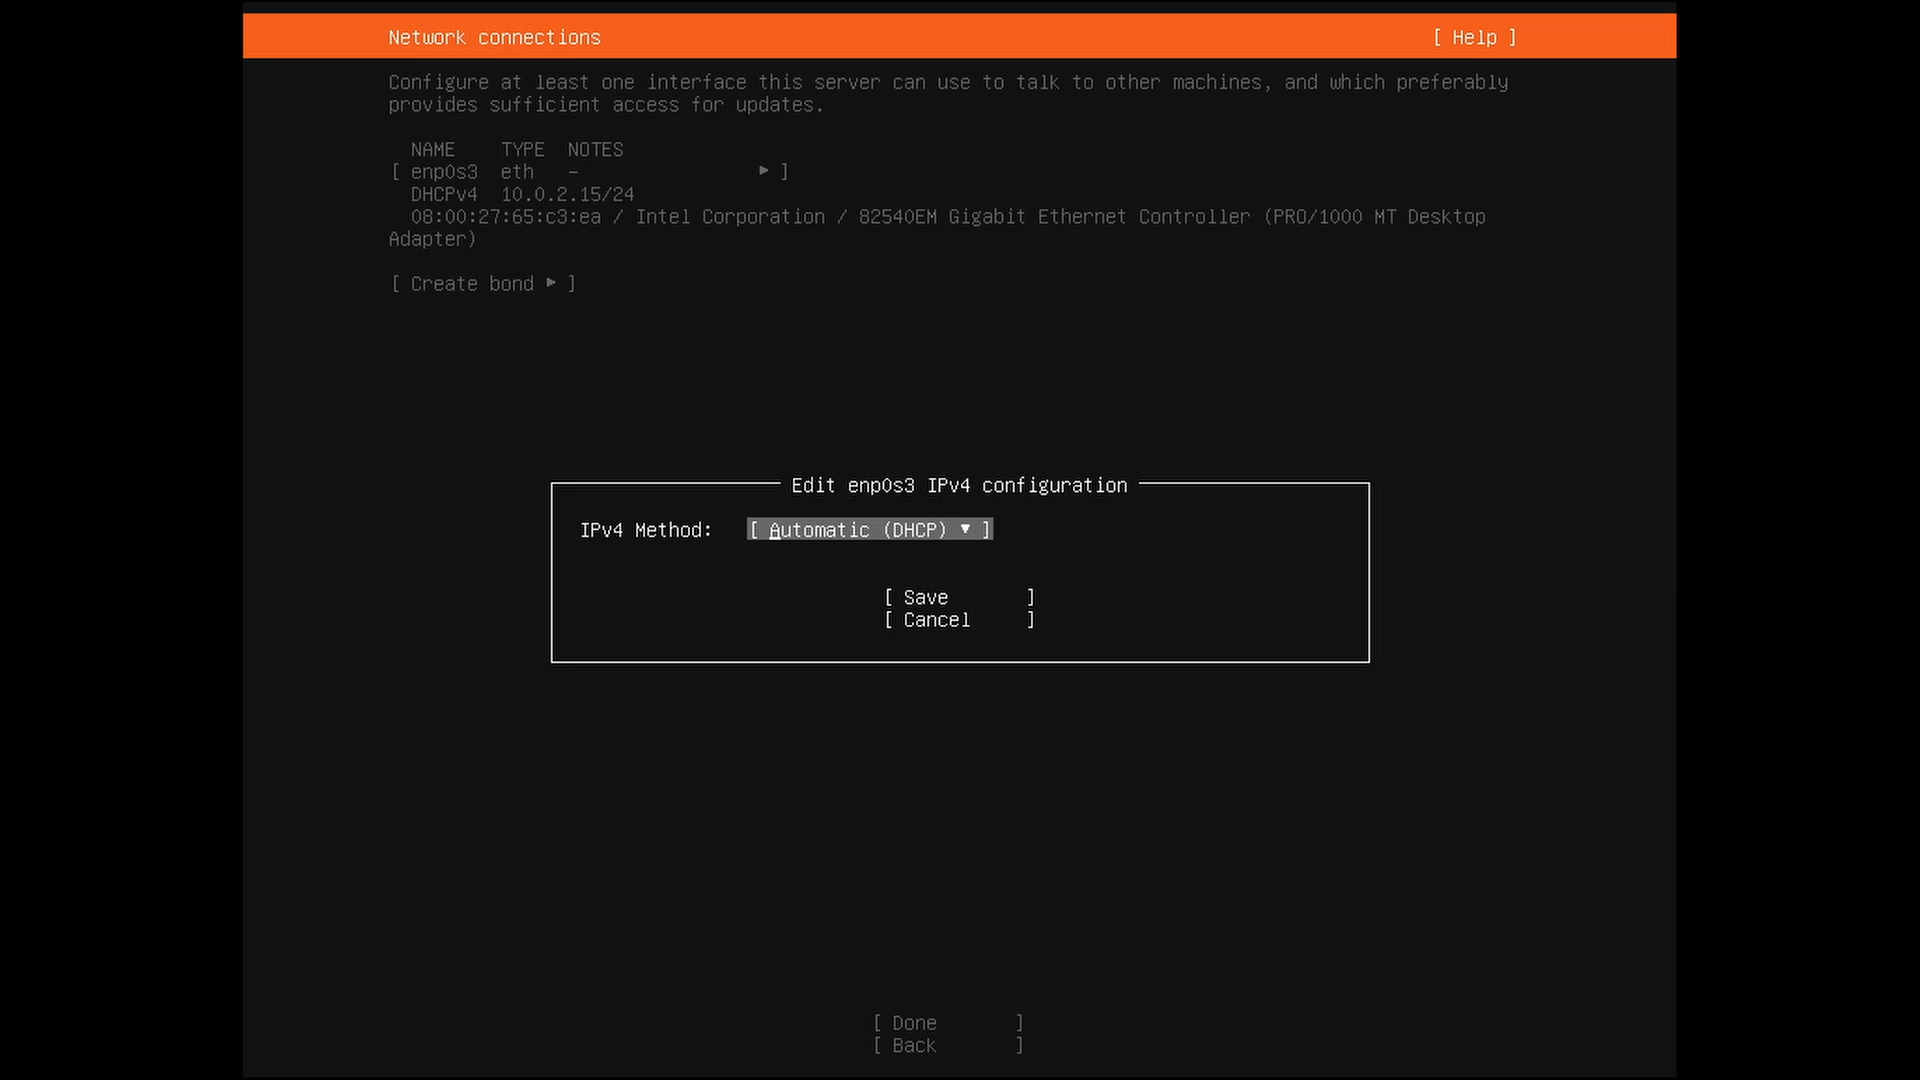 Network connections [ Help ]
Configure at least one interface this server can use to talk to other machines, and which preferably
provides sufficient access for updates.
NAME TYPE NOTES
[ enp0s3 eth – ▸ ]
DHCPv4 10.0.2.15/24
08:00:27:65:c3:ea / Intel Corporation / 82540EM Gigabit Ethernet Controller (PRO/1000 MT Desktop
Adapter)
[ Create bond ▸ ]
Edit enp0s3 IPv4 configuration
IPv4 Method: [ Automatic (DHCP) ▾ ]
[ Save ]
[ Cancel ]
[ Done ]
[ Back ]